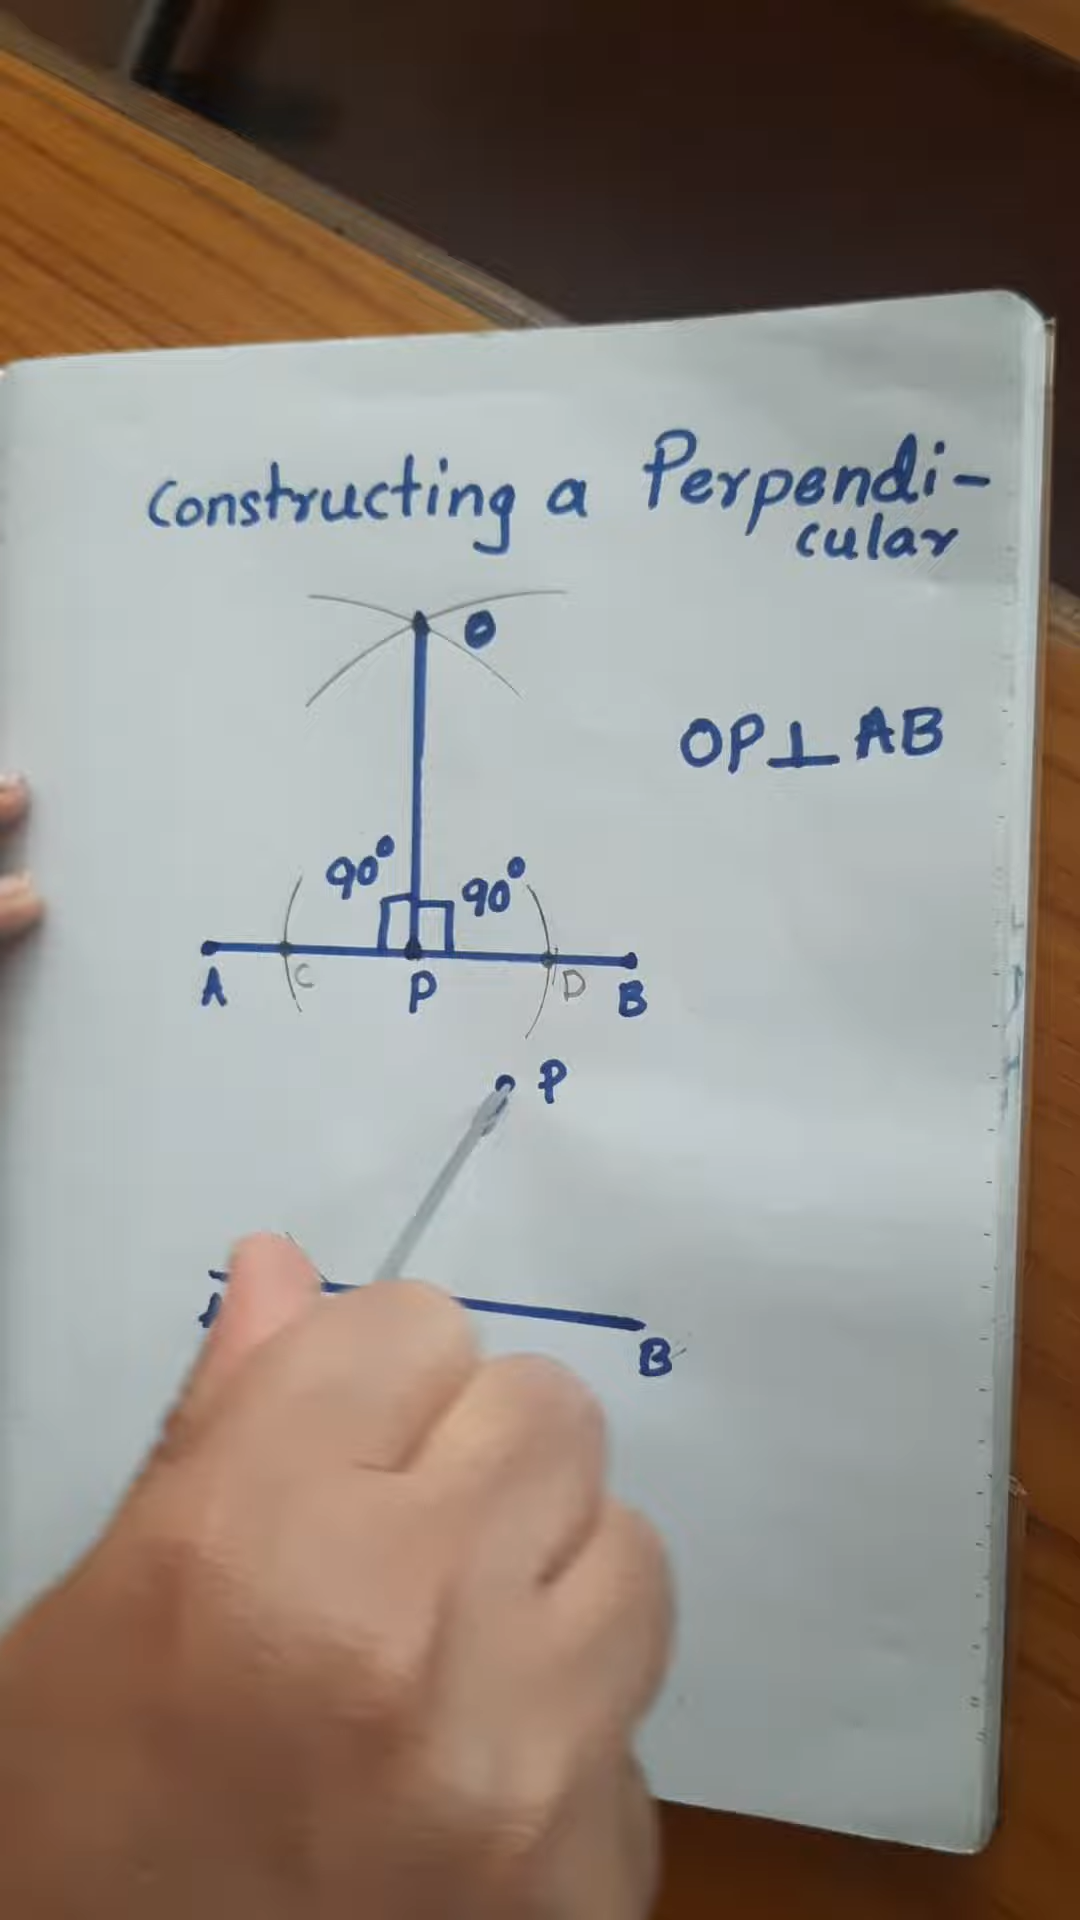 Constructing a Perpendi-
cular
O
OP⊥AB
90° 90°
A C P D B
P
A
B